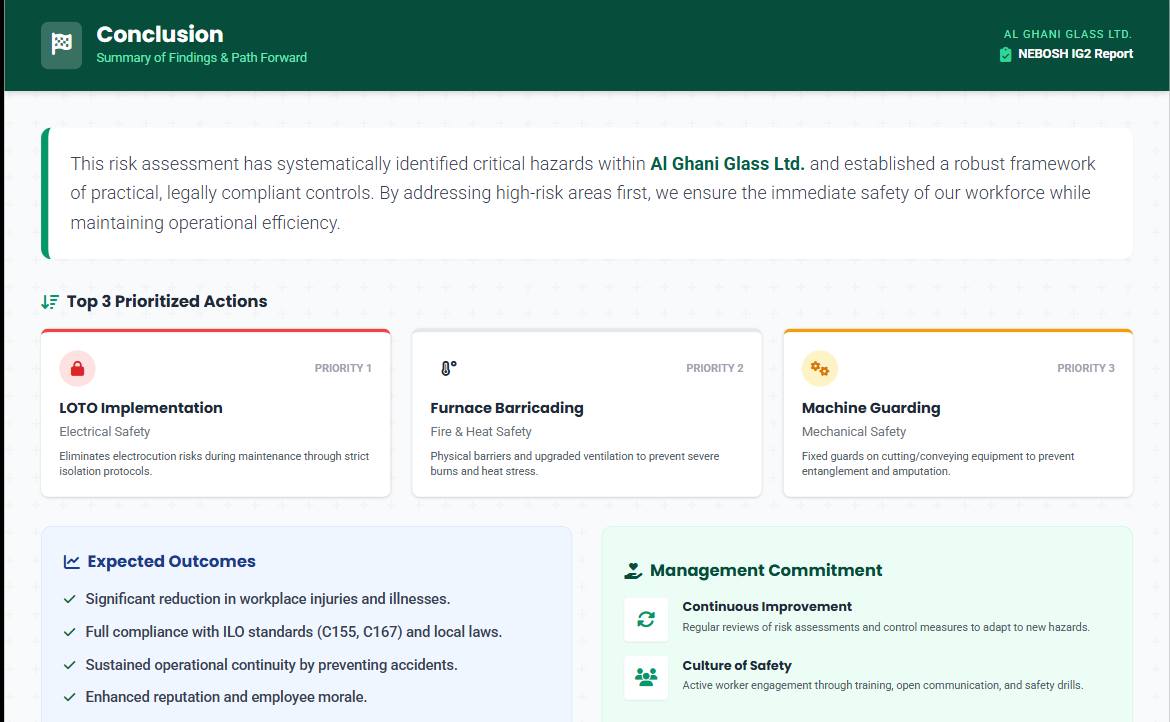 Conclusion
Summary of Findings & Path Forward
AL GHANI GLASS LTD.
NEBOSH IG2 Report
This risk assessment has systematically identified critical hazards within Al Ghani Glass Ltd. and established a robust framework
of practical, legally compliant controls. By addressing high-risk areas first, we ensure the immediate safety of our workforce while
maintaining operational efficiency.
Top 3 Prioritized Actions
PRIORITY 1
LOTO Implementation
Electrical Safety
Eliminates electrocution risks during maintenance through strict
isolation protocols.
PRIORITY 2
Furnace Barricading
Fire & Heat Safety
Physical barriers and upgraded ventilation to prevent severe
burns and heat stress.
PRIORITY 3
Machine Guarding
Mechanical Safety
Fixed guards on cutting/conveying equipment to prevent
entanglement and amputation.
Expected Outcomes
Significant reduction in workplace injuries and illnesses.
Full compliance with ILO standards (C155, C167) and local laws.
Sustained operational continuity by preventing accidents.
Enhanced reputation and employee morale.
Management Commitment
Continuous Improvement
Regular reviews of risk assessments and control measures to adapt to new hazards.
Culture of Safety
Active worker engagement through training, open communication, and safety drills.